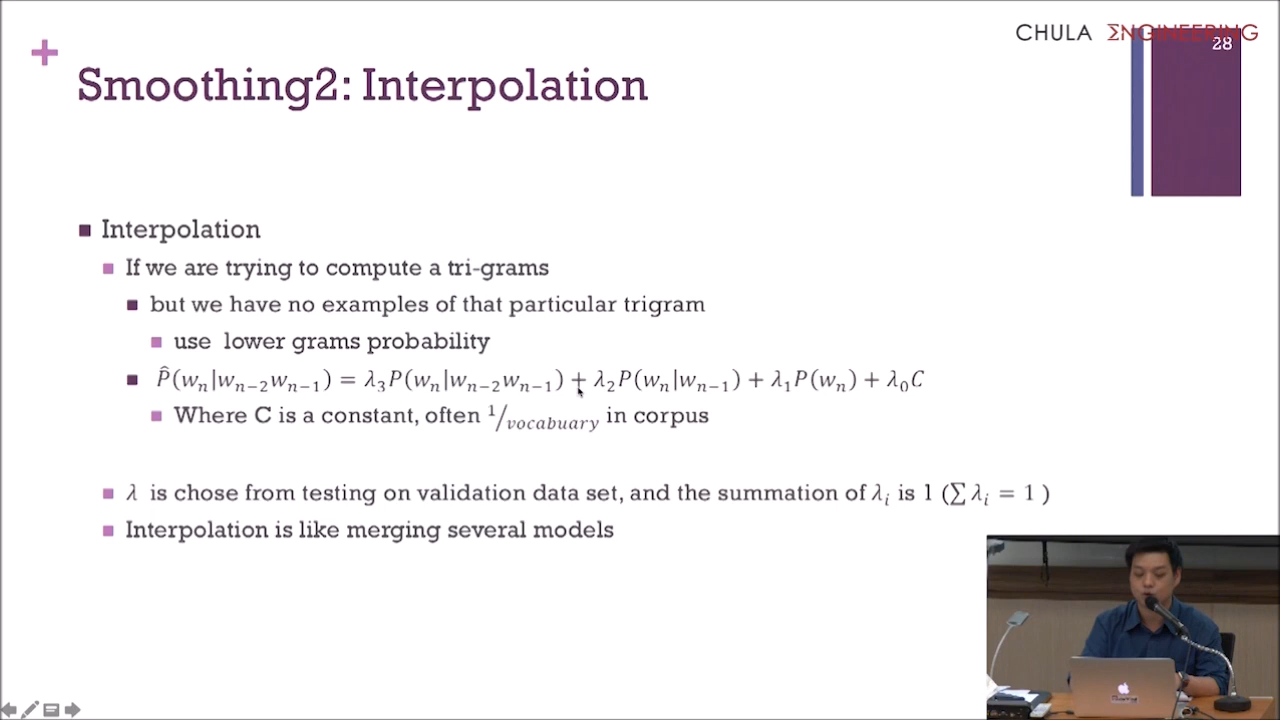 CHULA ΣNGINEERING
28
Smoothing2: Interpolation
Interpolation
If we are trying to compute a tri-grams
but we have no examples of that particular trigram
use lower grams probability
P̂(wₙ|wₙ₋₂wₙ₋₁) = λ₃P(wₙ|wₙ₋₂wₙ₋₁) + λ₂P(wₙ|wₙ₋₁) + λ₁P(wₙ) + λ₀C
Where C is a constant, often 1/vocabuary in corpus
λ is chose from testing on validation data set, and the summation of λᵢ is 1 (∑λᵢ = 1 )
Interpolation is like merging several models